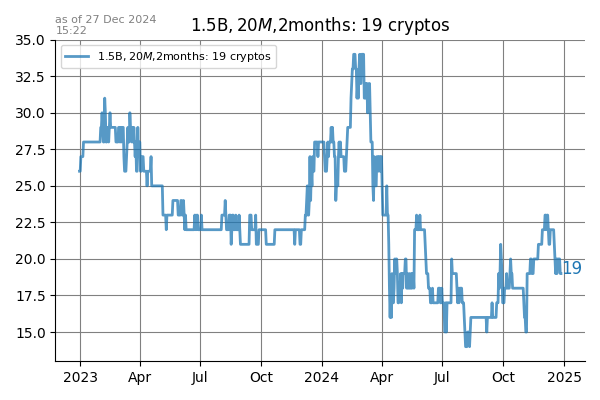 as of 27 Dec 2024
15:22
1.5B, 20M,2months: 19 cryptos
1.5B, 20M,2months: 19 cryptos
35.0
32.5
30.0
27.5
25.0
22.5
20.0
17.5
15.0
19
2023
Apr
Jul
Oct
2024
Apr
Jul
Oct
2025